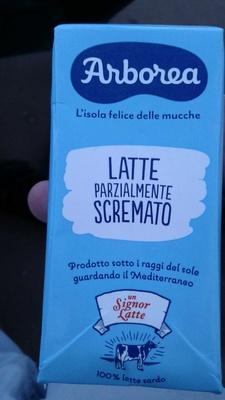 Arborea
L'isola felice delle mucche
LATTE
PARZIALMENTE
SCREMATO
Prodotto sotto i raggi del sole
guardando il Mediterraneo
un
Signor
Latte
100% latte sardo